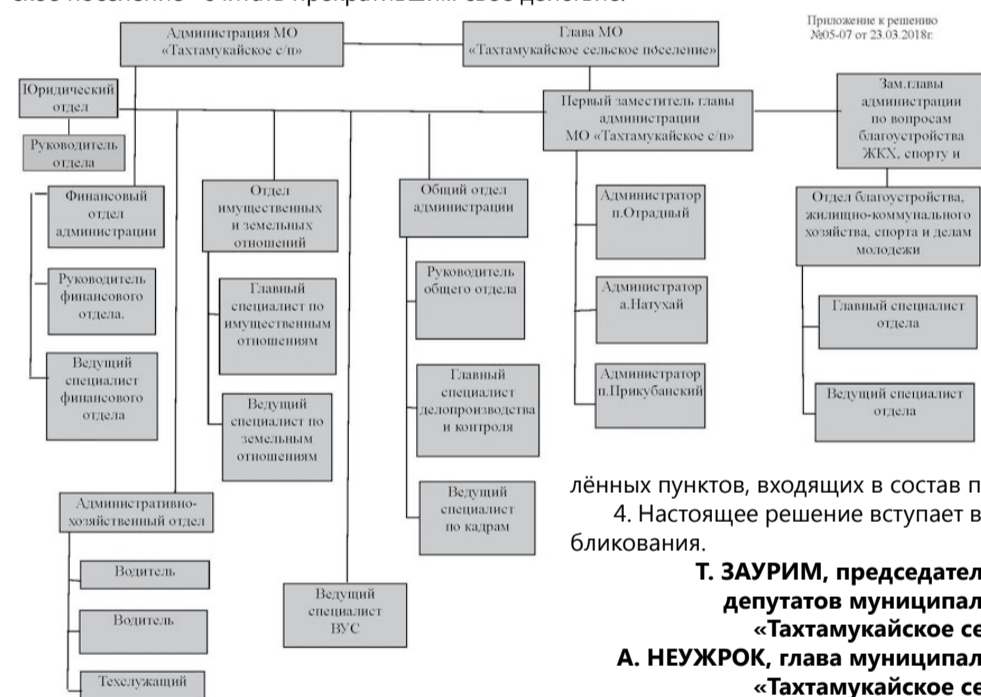 Приложение к решению
№05-07 от 23.03.2018г.
Администрация МО
«Тахтамукайское с/п»
Глава МО
«Тахтамукайское сельское поселение»
Юридический
отдел
Руководитель
отдела
Первый заместитель главы
администрации
МО «Тахтамукайское с/п»
Зам.главы
администрации
по вопросам
благоустройства
ЖКХ, спорту и
Финансовый
отдел
администрации
Руководитель
финансового
отдела.
Ведущий
специалист
финансового
отдела
Отдел
имущественных
и земельных
отношений
Главный
специалист по
имущественным
отношениям
Ведущий
специалист по
земельным
отношениям
Общий отдел
администрации
Руководитель
общего отдела
Главный
специалист
делопроизводства
и контроля
Ведущий
специалист
по кадрам
Администратор
п.Отрадный
Администратор
а.Натухай
Администратор
п.Прикубанский
Отдел благоустройства,
жилищно-коммунального
хозяйства, спорта и делам
молодежи
Главный специалист
отдела
Ведущий специалист
отдела
Административно-
хозяйственный отдел
Водитель
Водитель
Техслужащий
Ведущий
специалист
ВУС
лённых пунктов, входящих в состав п
4. Настоящее решение вступает в
бликования.
Т. ЗАУРИМ, председател
депутатов муниципал
«Тахтамукайское се
А. НЕУЖРОК, глава муниципал
«Тахтамукайское се